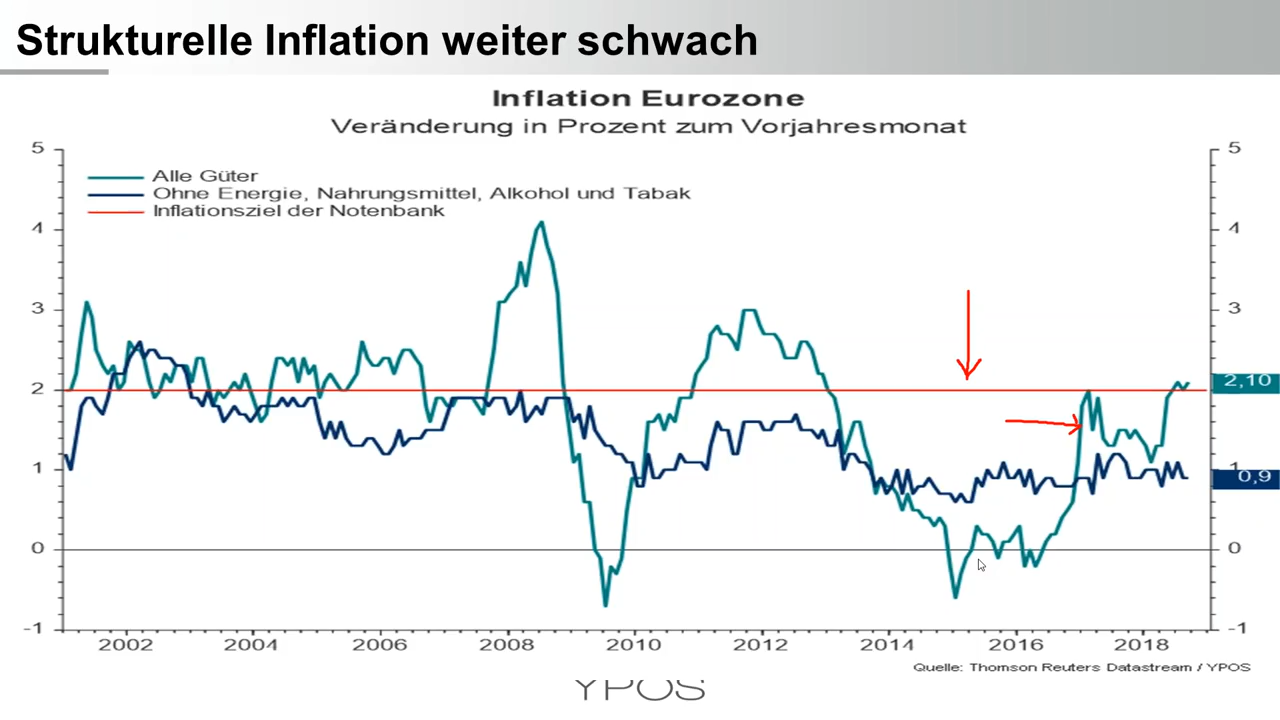 Strukturelle Inflation weiter schwach
Inflation Eurozone
Veränderung in Prozent zum Vorjahresmonat
5 5
Alle Güter
Ohne Energie, Nahrungsmittel, Alkohol und Tabak
Inflationsziel der Notenbank
4 4
3 3
2 2,10
1 1
0,9
0 0
-1 -1
2002 2004 2006 2008 2010 2012 2014 2016 2018
Quelle: Thomson Reuters Datastream / YPOS
YPOS